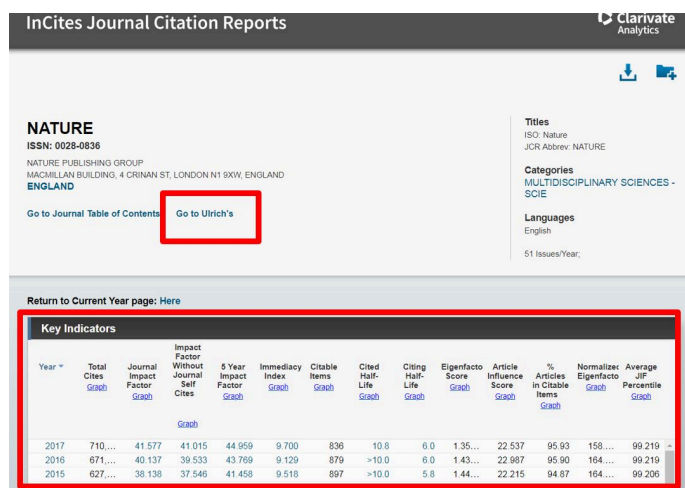 InCites Journal Citation Reports
Clarivate
Analytics
NATURE
ISSN: 0028-0836
NATURE PUBLISHING GROUP
MACMILLAN BUILDING, 4 CRINAN ST, LONDON N1 9XW, ENGLAND
ENGLAND
Go to Journal Table of Contents Go to Ulrich's
Titles
ISO: Nature
JCR Abbrev: NATURE
Categories
MULTIDISCIPLINARY SCIENCES -
SCIE
Languages
English
51 Issues/Year;
Return to Current Year page: Here
Key Indicators
Year Total Cites Graph Journal Impact Factor Graph Impact Factor Without Journal Self Cites Graph 5 Year Impact Factor Graph Immediacy Index Graph Citable Items Graph Cited Half-Life Graph Citing Half-Life Graph Eigenfacto Score Graph Article Influence Score Graph % Articles in Citable Items Graph Normalizec Eigenfacto Graph Average JIF Percentile Graph
2017 710,... 41.577 41.015 44.959 9.700 836 10.8 6.0 1.35... 22.537 95.93 158.... 99.219
2016 671,... 40.137 39.533 43.769 9.129 879 >10.0 6.0 1.43... 22.987 95.90 164.... 99.219
2015 627,... 38.138 37.546 41.458 9.518 897 >10.0 5.8 1.44... 22.215 94.87 164.... 99.206